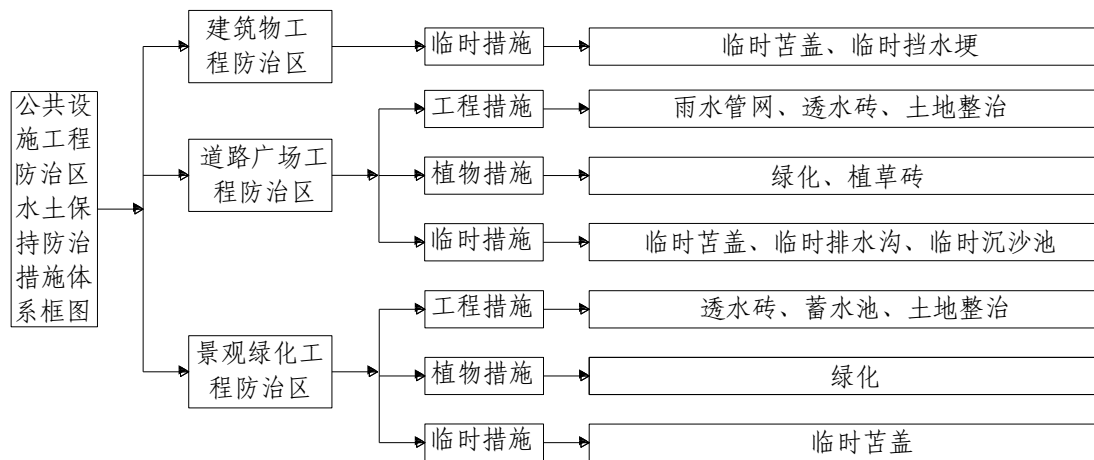 公共设
施工程
防治区
水土保
持防治
措施体
系框图
建筑物工
程防治区
临时措施
临时苫盖、临时挡水埂
道路广场工
程防治区
工程措施
雨水管网、透水砖、土地整治
植物措施
绿化、植草砖
临时措施
临时苫盖、临时排水沟、临时沉沙池
景观绿化工
程防治区
工程措施
透水砖、蓄水池、土地整治
植物措施
绿化
临时措施
临时苫盖